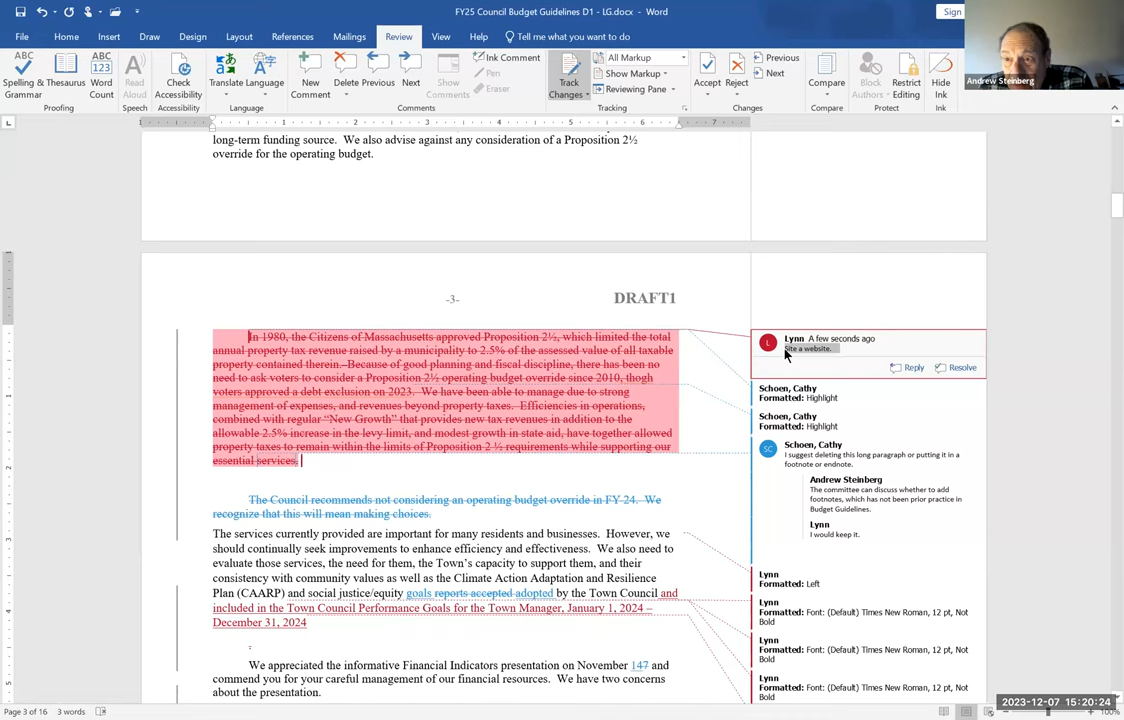 FY25 Council Budget Guidelines D1 - LG.docx - Word
Sign
File Home Insert Draw Design Layout References Mailings Review View Help Tell me what you want to do
ABC Spelling & Grammar
Thesaurus
ABC 123 Word Count
Proofing
Read Aloud
Speech
Check Accessibility
Accessibility
Translate Language
Language
New Comment
Delete Previous Next
Show Comments
Ink Comment
Pen
Eraser
Comments
Track Changes
All Markup
Show Markup
Reviewing Pane
Tracking
Accept Reject
Previous
Next
Changes
Compare
Compare
Block Authors
Restrict Editing
Protect
Hide Ink
Ink
Andrew Steinberg
long-term funding source. We also advise against any consideration of a Proposition 2½
override for the operating budget.
-3-
DRAFT1
In 1980, the Citizens of Massachusetts approved Proposition 2½, which limited the total
annual property tax revenue raised by a municipality to 2.5% of the assessed value of all taxable
property contained therein. Because of good planning and fiscal discipline, there has been no
need to ask voters to consider a Proposition 2½ operating budget override since 2010, thogh
voters approved a debt exclusion on 2023. We have been able to manage due to strong
management of expenses, and revenues beyond property taxes. Efficiencies in operations,
combined with regular “New Growth” that provides new tax revenues in addition to the
allowable 2.5% increase in the levy limit, and modest growth in state aid, have together allowed
property taxes to remain within the limits of Proposition 2 ½ requirements while supporting our
essential services.
The Council recommends not considering an operating budget override in FY 24. We
recognize that this will mean making choices.
The services currently provided are important for many residents and businesses. However, we
should continually seek improvements to enhance efficiency and effectiveness. We also need to
evaluate those services, the need for them, the Town’s capacity to support them, and their
consistency with community values as well as the Climate Action Adaptation and Resilience
Plan (CAARP) and social justice/equity goals reports accepted adopted by the Town Council and
included in the Town Council Performance Goals for the Town Manager, January 1, 2024 –
December 31, 2024
.
We appreciated the informative Financial Indicators presentation on November 147 and
commend you for your careful management of our financial resources. We have two concerns
about the presentation.
L
Lynn A few seconds ago
Site a website.
Reply Resolve
Schoen, Cathy
Formatted: Highlight
Schoen, Cathy
Formatted: Highlight
SC
Schoen, Cathy
I suggest deleting this long paragraph or putting it in a
footnote or endnote.
Andrew Steinberg
The committee can discuss whether to add
footnotes, which has not been prior practice in
Budget Guidelines.
Lynn
I would keep it.
Lynn
Formatted: Left
Lynn
Formatted: Font: (Default) Times New Roman, 12 pt, Not
Bold
Lynn
Formatted: Font: (Default) Times New Roman, 12 pt, Not
Bold
Lynn
Formatted: Font: (Default) Times New Roman, 12 pt, Not
Bold
Page 3 of 16 3 words
2023-12-07 15:20:24
100%